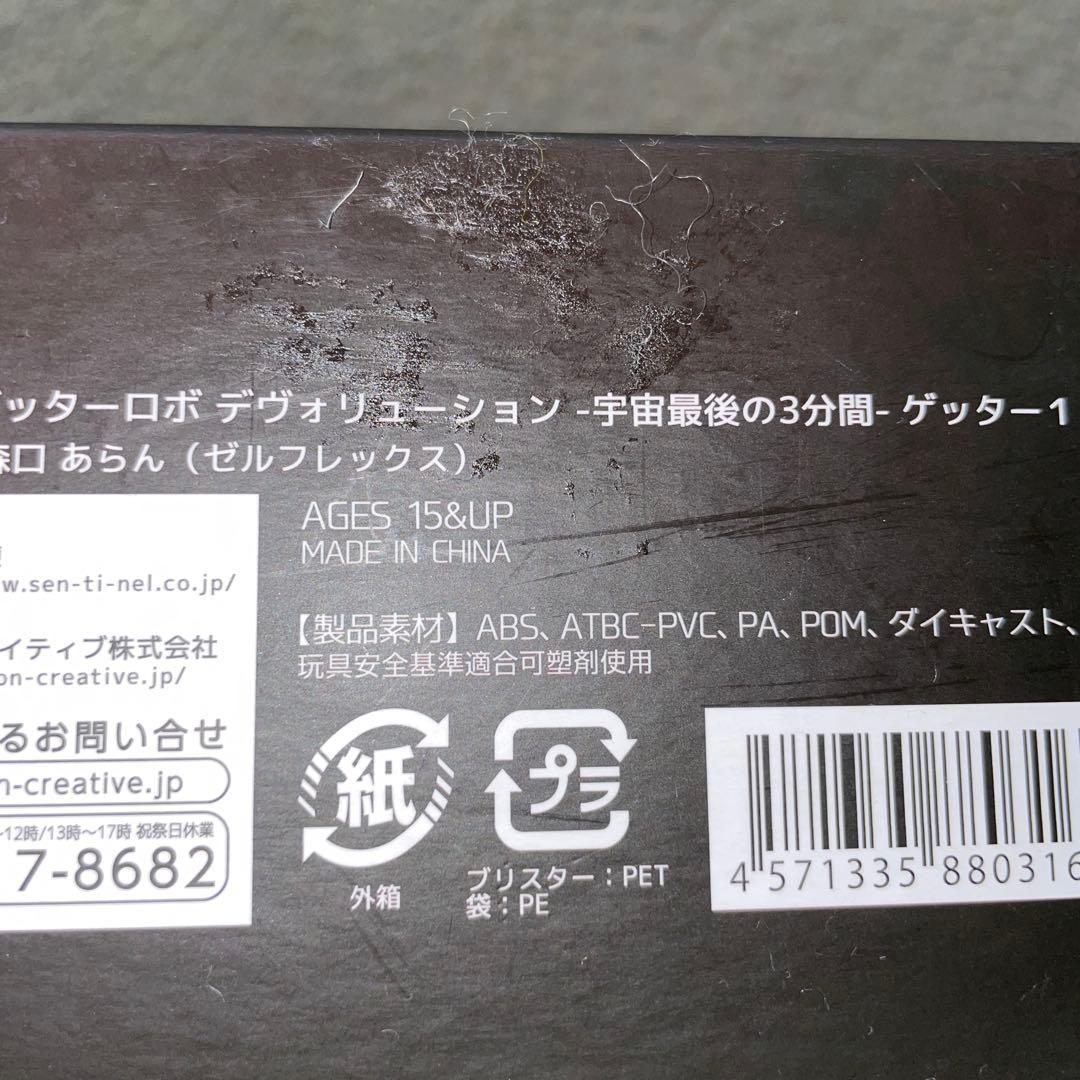 ゲッターロボ デヴォリューション -宇宙最後の3分間- ゲッター1
森口 あらん（ゼルフレックス）
AGES 15&UP
MADE IN CHINA
w.sen-ti-nel.co.jp/
イティブ株式会社
on-creative.jp/
るお問い合せ
n-creative.jp
~12時/13時～17時 祝祭日休業
7-8682
【製品素材】ABS、ATBC-PVC、PA、POM、ダイキャスト、
玩具安全基準適合可塑剤使用
紙
外箱
プラ
ブリスター：PET
袋：PE
4 571335 880316